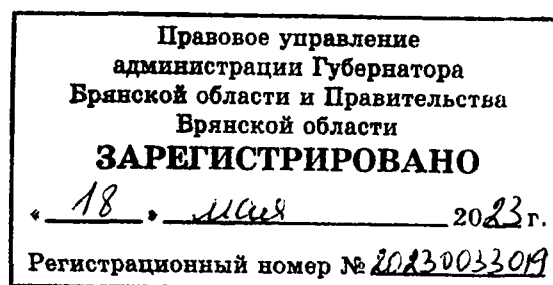 Правовое управление
администрации Губернатора
Брянской области и Правительства
Брянской области
ЗАРЕГИСТРИРОВАНО
« 18 » мая 2023 г.
Регистрационный номер № 20230033019